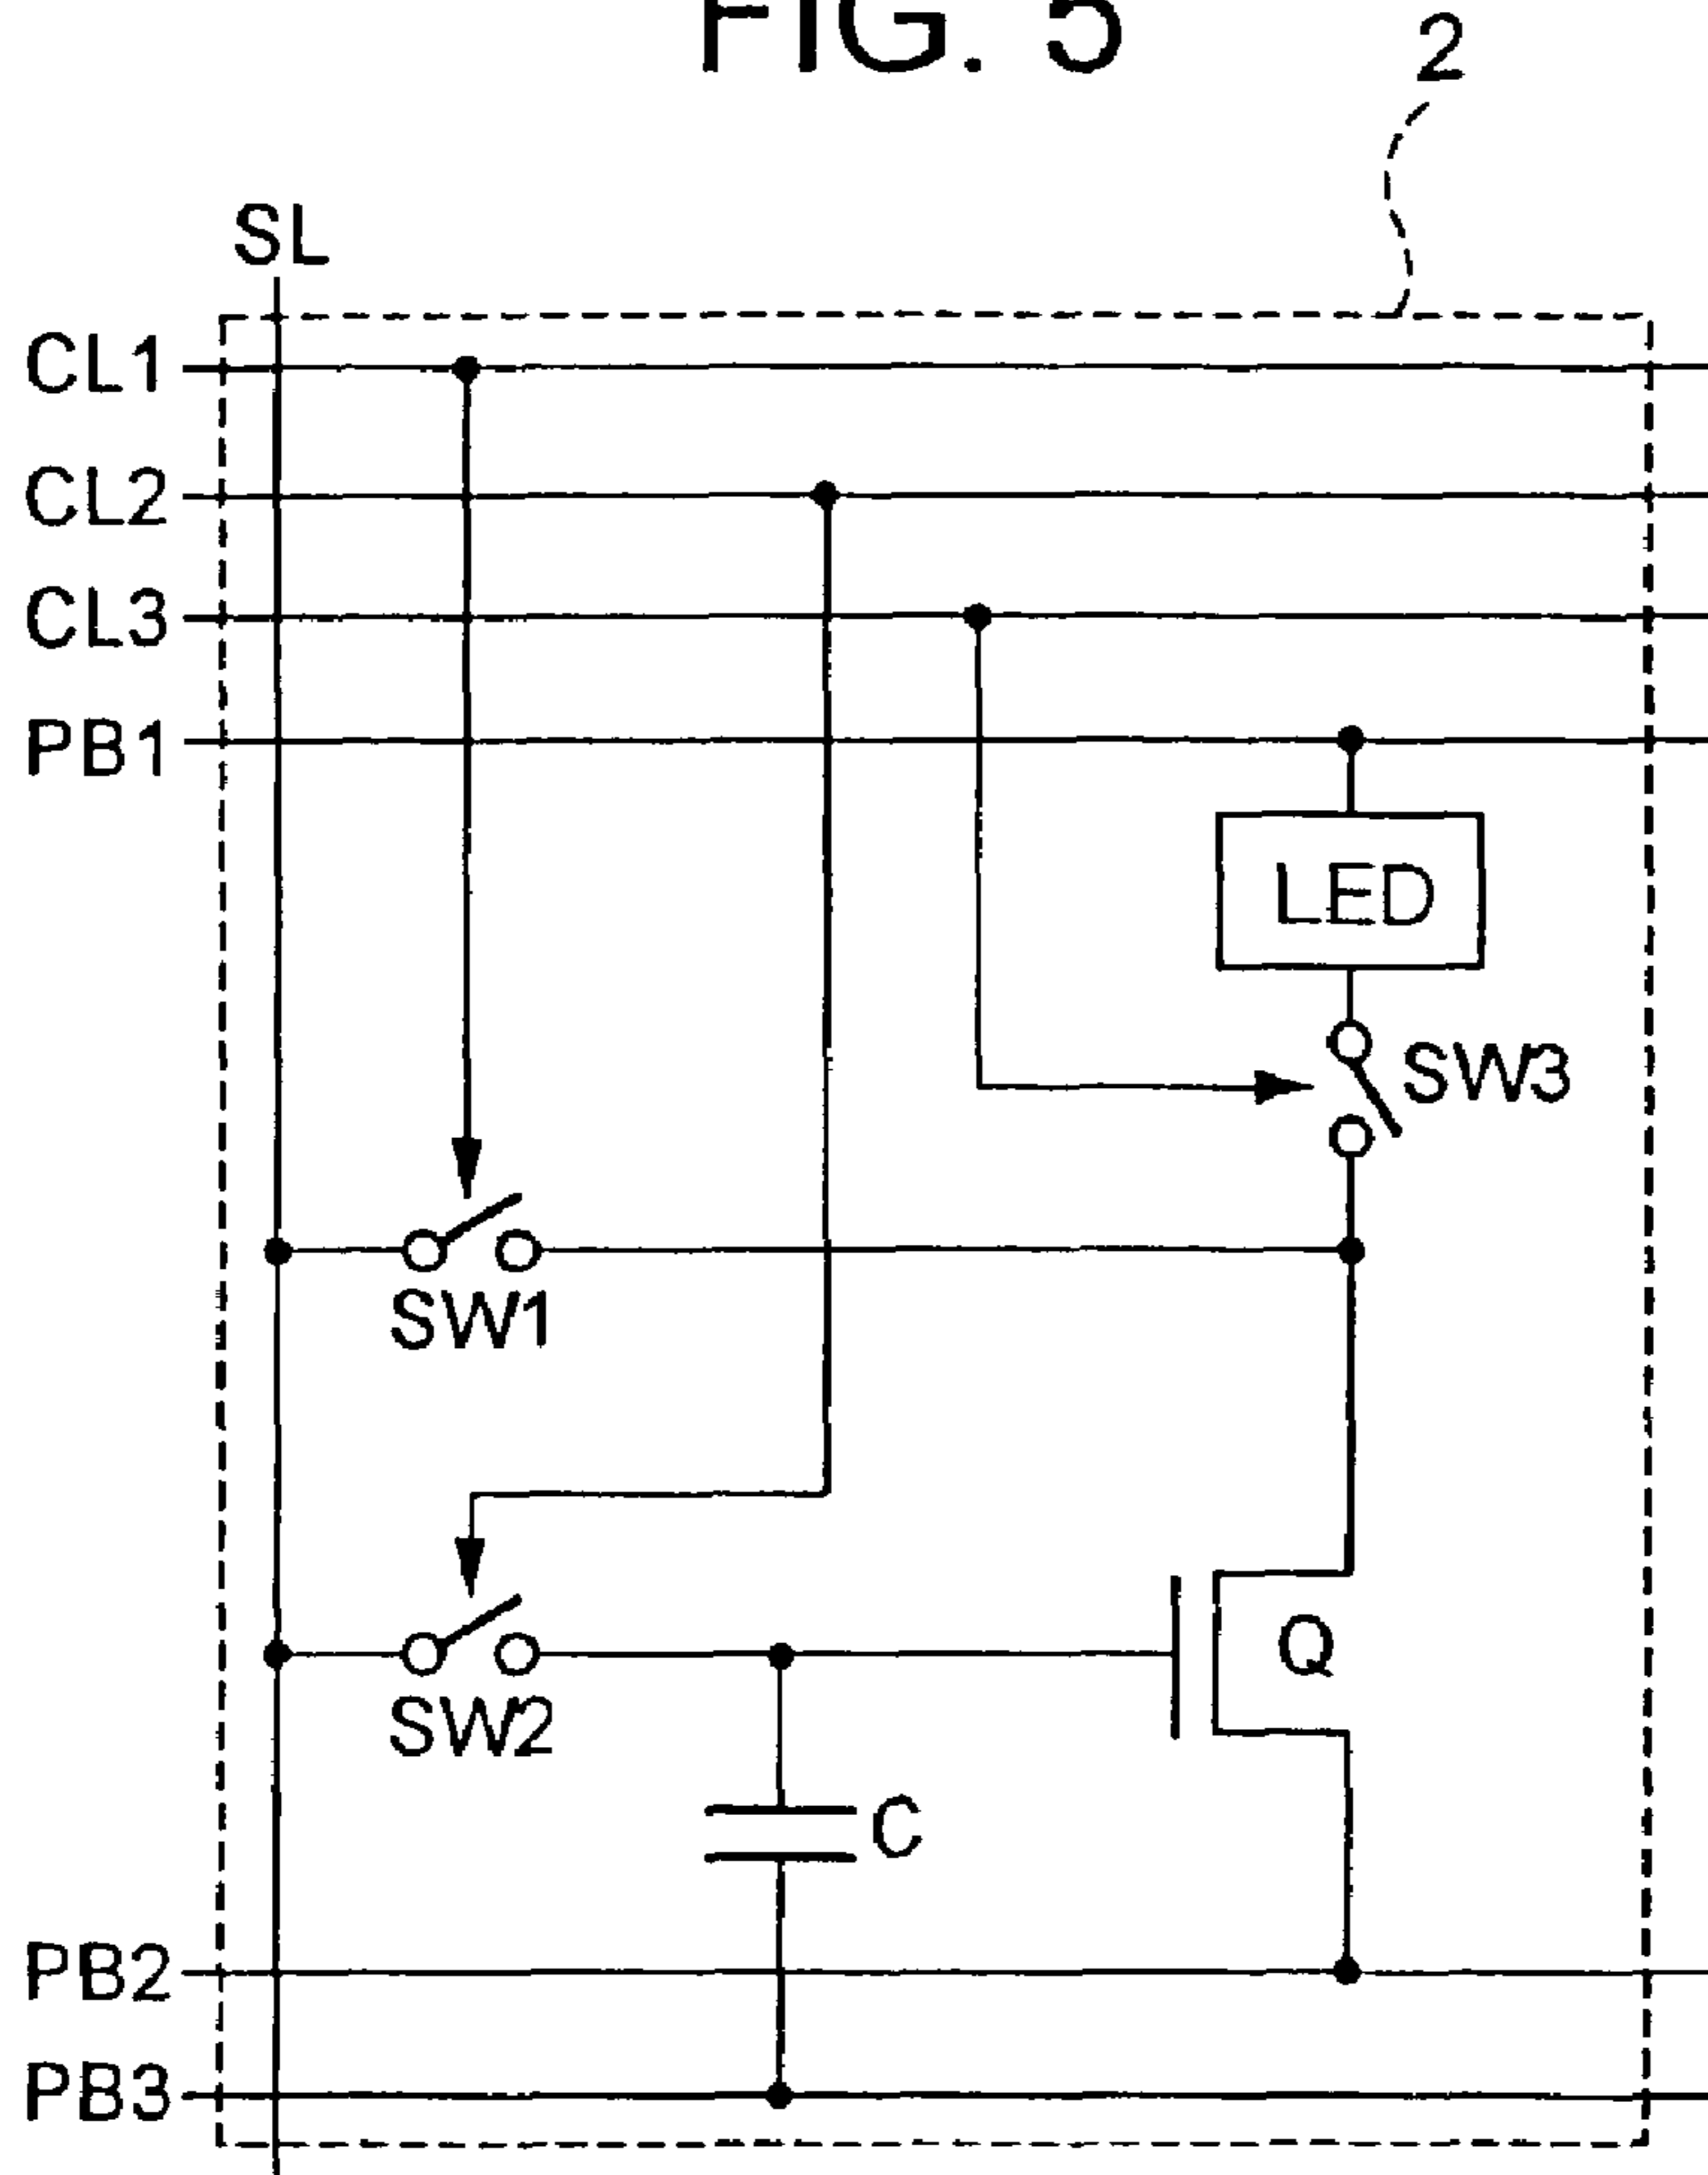 FIG. 5
2
SL
CL1
CL2
CL3
PB1
LED
SW3
SW1
Q
SW2
C
PB2
PB3